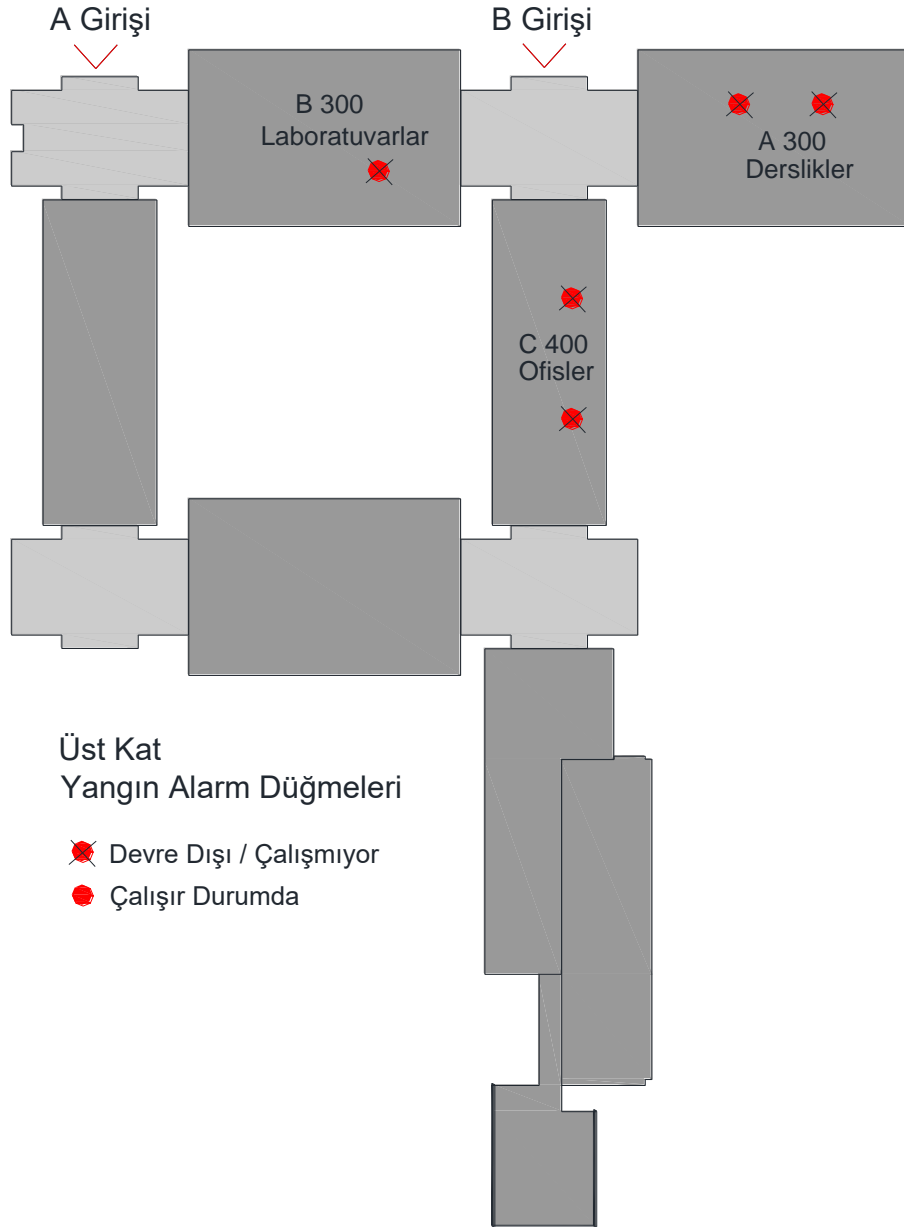 A Girişi
B Girişi
B 300
Laboratuvarlar
A 300
Derslikler
C 400
Ofisler
Üst Kat
Yangın Alarm Düğmeleri
Devre Dışı / Çalışmıyor
Çalışır Durumda